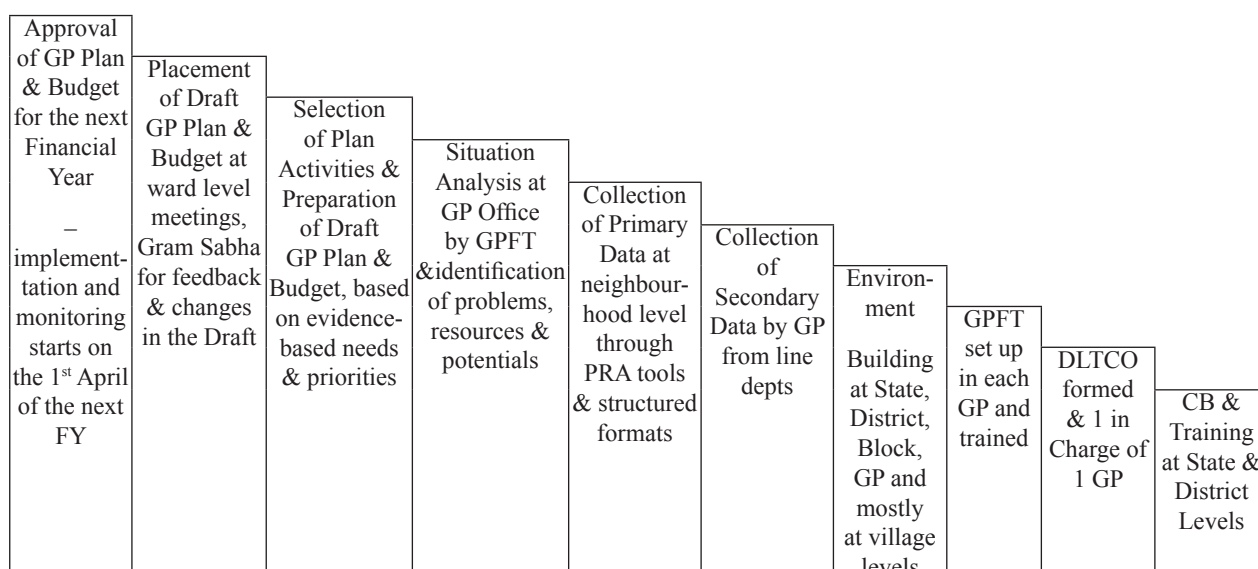 Approval
of GP Plan
& Budget
for the next
Financial
Year
–
implemen-
tation and
monitoring
starts on
the 1st April
of the next
FY
Placement
of Draft
GP Plan &
Budget at
ward level
meetings,
Gram Sabha
for feedback
& changes
in the Draft
Selection
of Plan
Activities &
Preparation
of Draft
GP Plan &
Budget, based
on evidence-
based needs
& priorities
Situation
Analysis at
GP Office
by GPFT
&identification
of problems,
resources &
potentials
Collection
of Primary
Data at
neighbour-
hood level
through
PRA tools
& structured
formats
Collection
of
Secondary
Data by GP
from line
depts
Environ-
ment
Building
at State,
District,
Block,
GP and
mostly
at village
levels
GPFT
set up
in each
GP and
trained
DLTCO
formed
& 1 in
Charge of
1 GP
CB &
Training
at State &
District
Levels